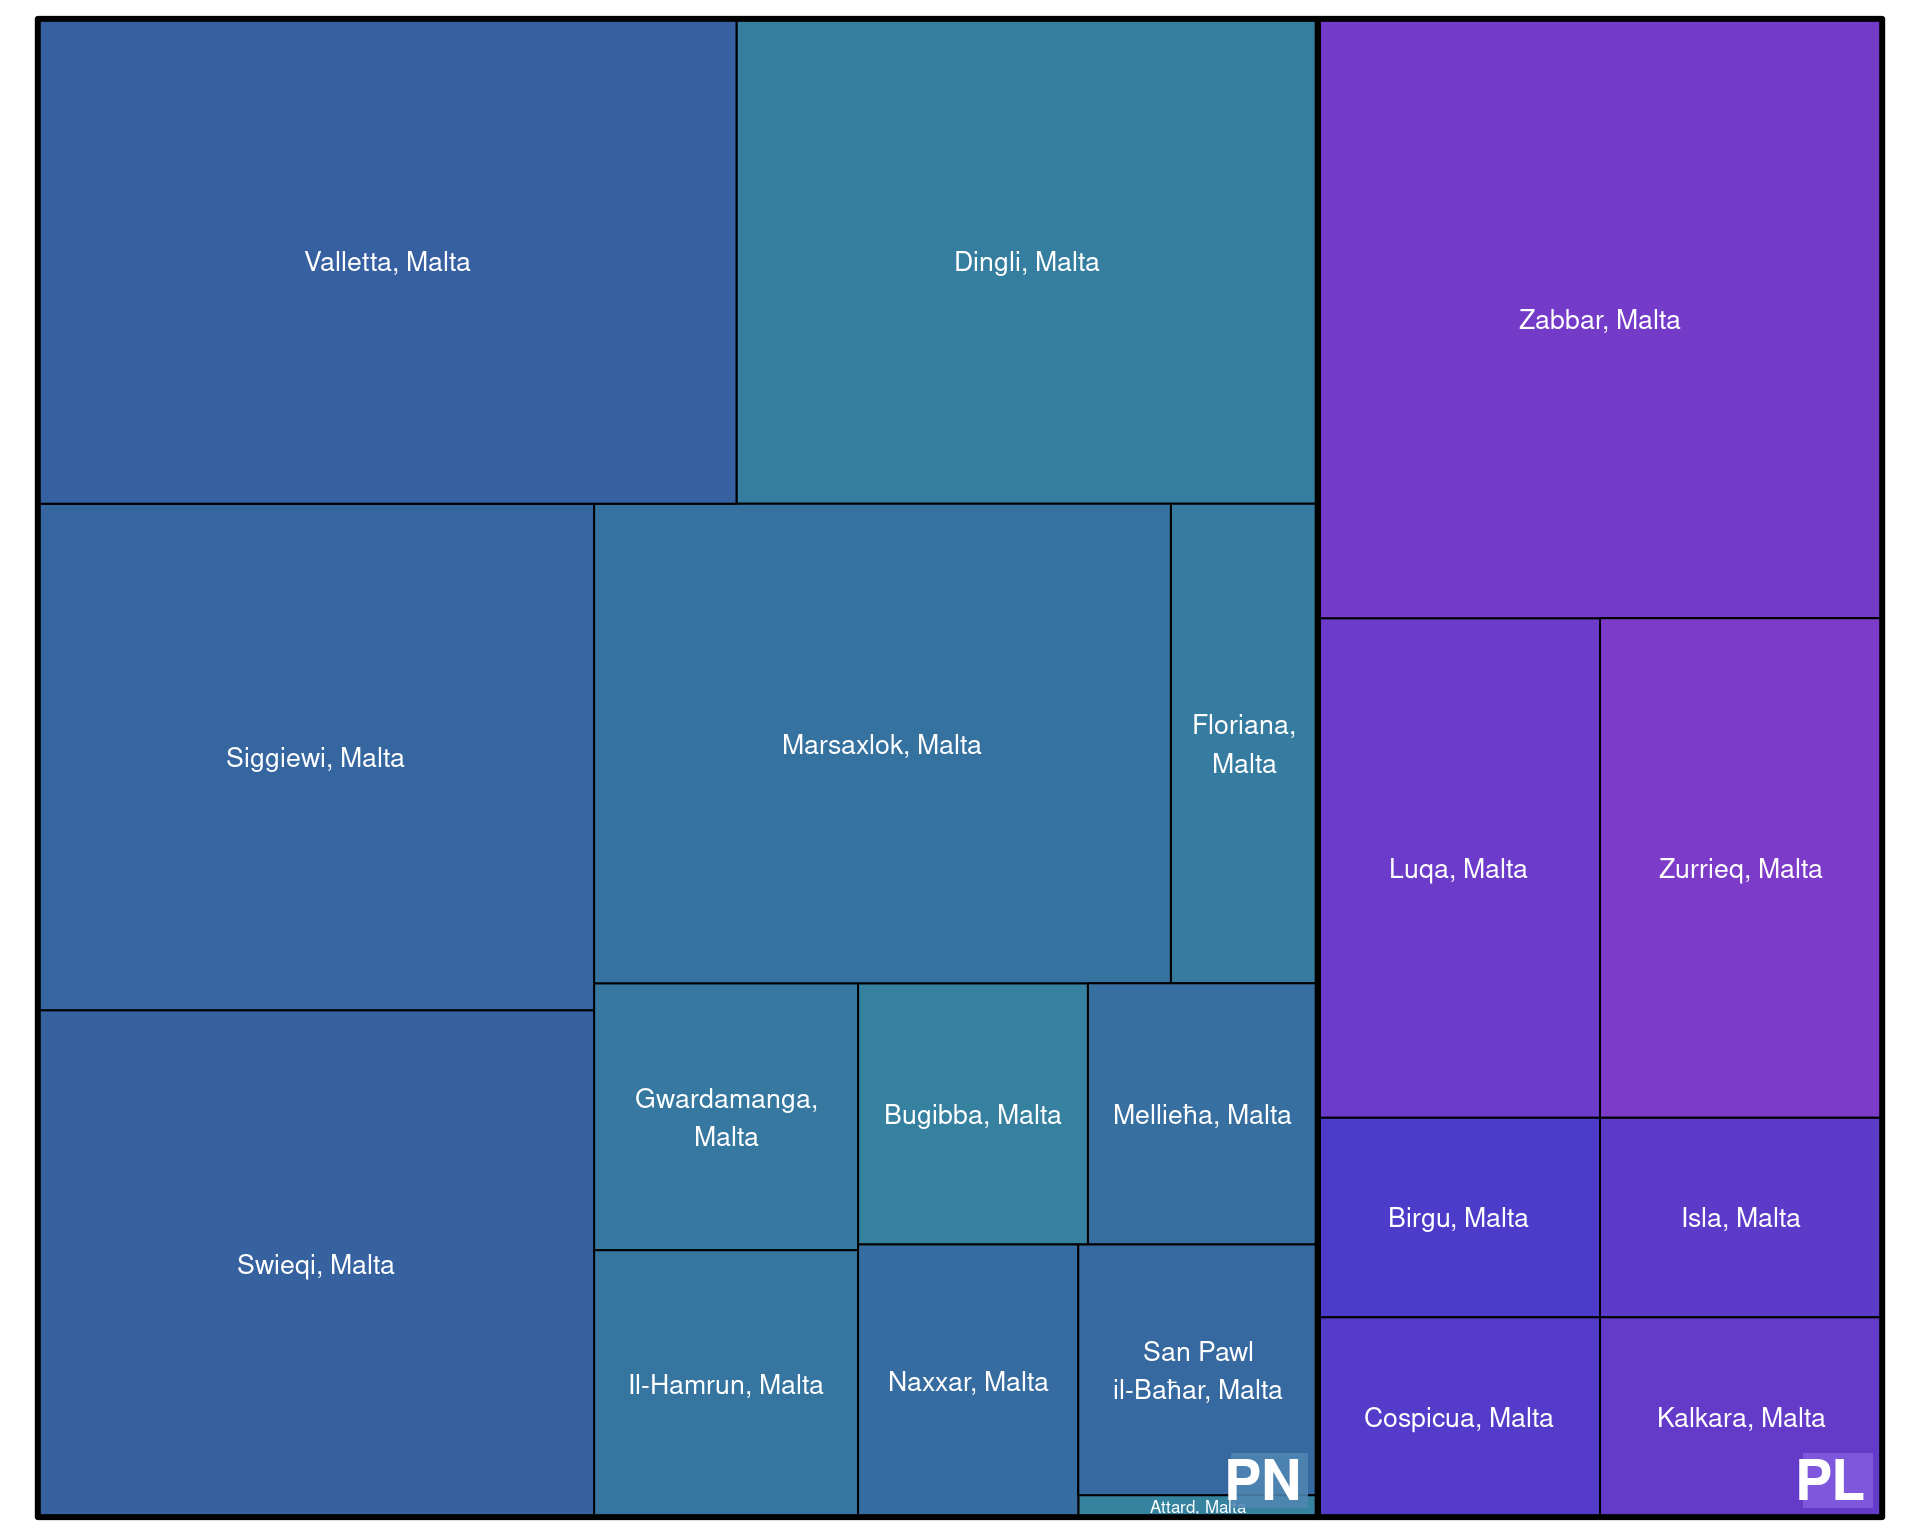 Valletta, Malta
Dingli, Malta
Zabbar, Malta
Siggiewi, Malta
Marsaxlok, Malta
Floriana,
Malta
Luqa, Malta
Zurrieq, Malta
Swieqi, Malta
Gwardamanga,
Malta
Bugibba, Malta
Mellieħa, Malta
Il-Hamrun, Malta
Naxxar, Malta
San Pawl
il-Baħar, Malta
Attard, Malta
PN
Birgu, Malta
Isla, Malta
Cospicua, Malta
Kalkara, Malta
PL